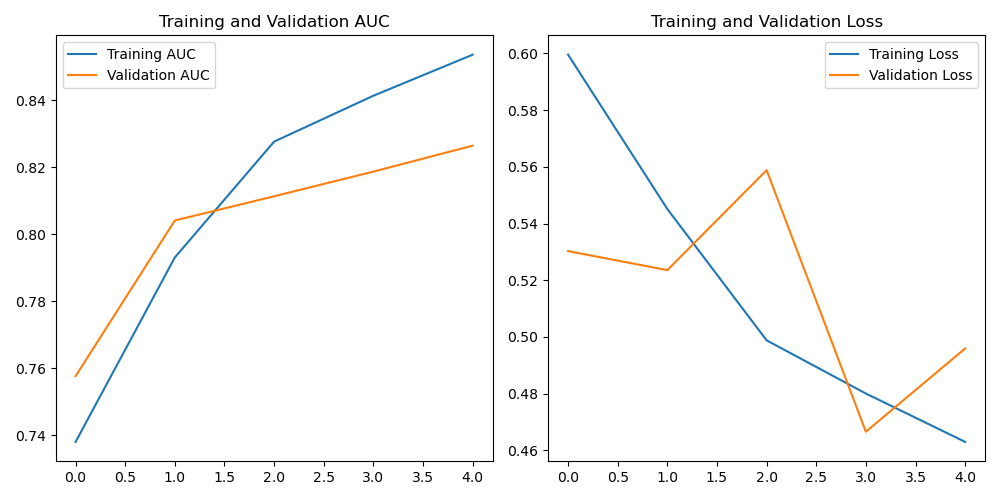 Training and Validation AUC
Training AUC
Validation AUC
0.84
0.82
0.80
0.78
0.76
0.74
0.0 0.5 1.0 1.5 2.0 2.5 3.0 3.5 4.0
Training and Validation Loss
Training Loss
Validation Loss
0.60
0.58
0.56
0.54
0.52
0.50
0.48
0.46
0.0 0.5 1.0 1.5 2.0 2.5 3.0 3.5 4.0